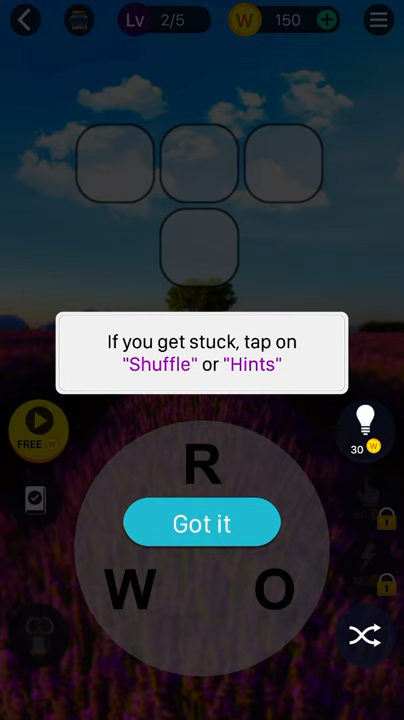 Lv 2/5 W 150
If you get stuck, tap on
"Shuffle" or "Hints"
FREE W
30 W
R
Got it
W O